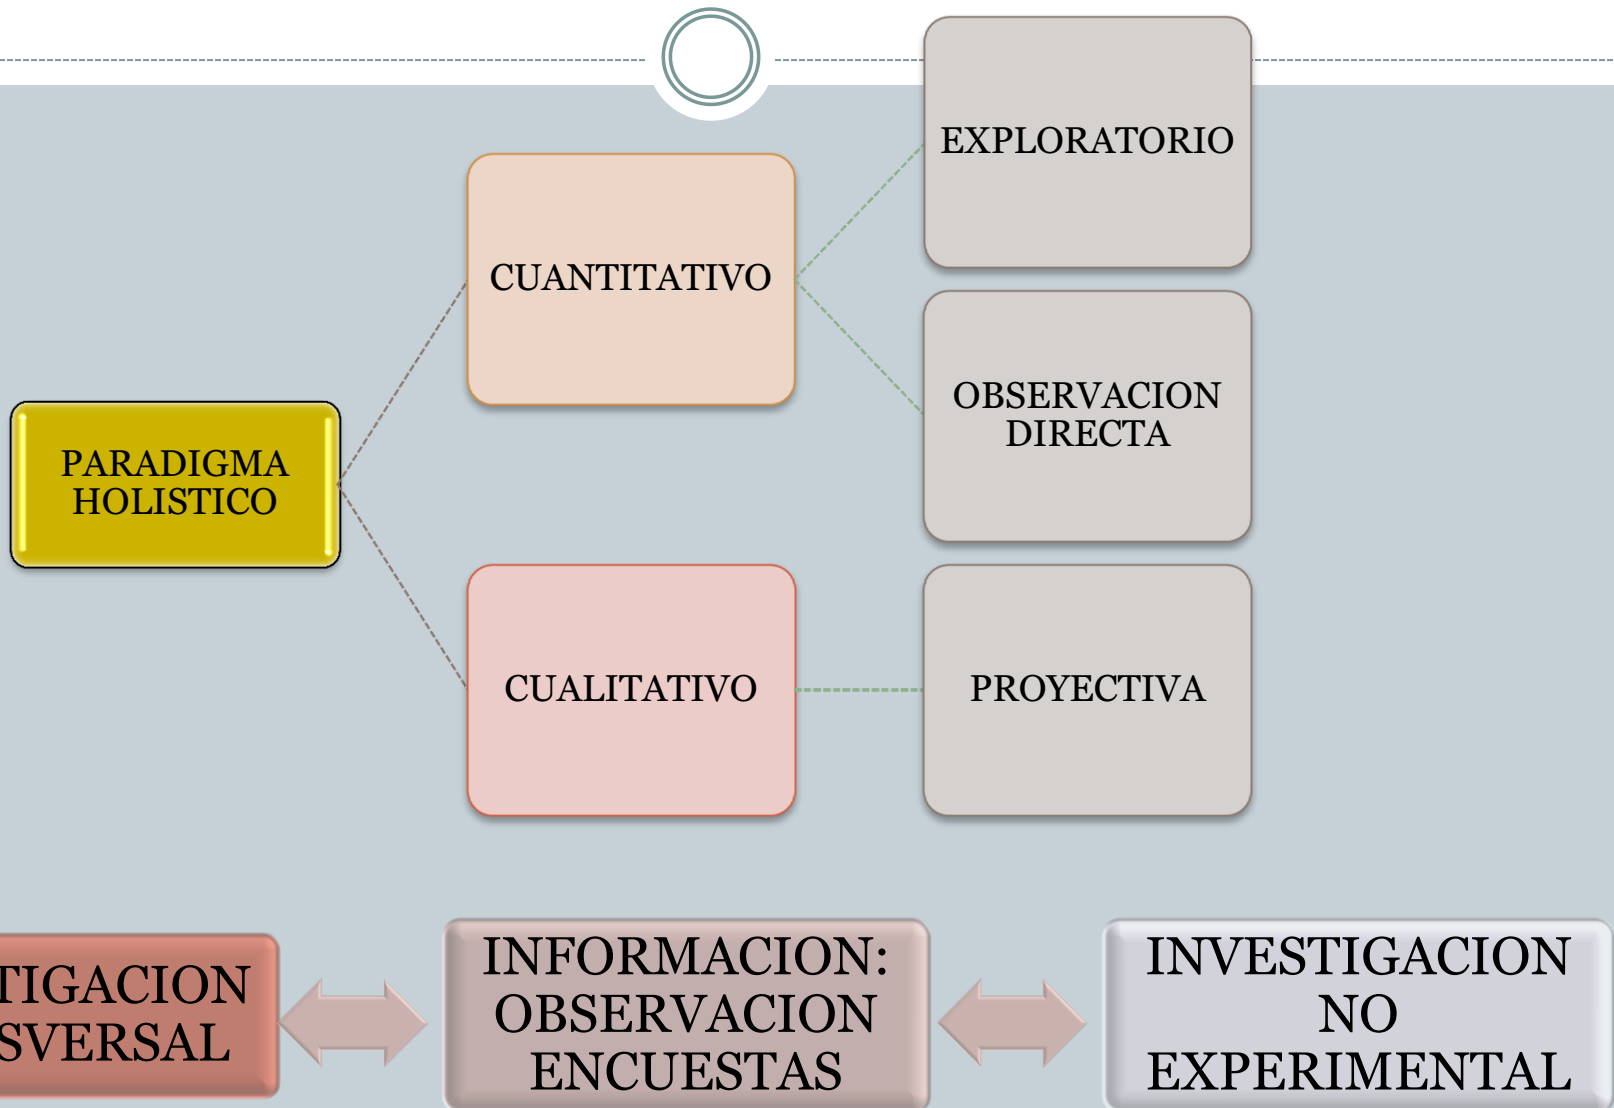 EXPLORATORIO
CUANTITATIVO
OBSERVACION
DIRECTA
PARADIGMA
HOLISTICO
CUALITATIVO
PROYECTIVA
TIGACION
SVERSAL
INFORMACION:
OBSERVACION
ENCUESTAS
INVESTIGACION
NO
EXPERIMENTAL